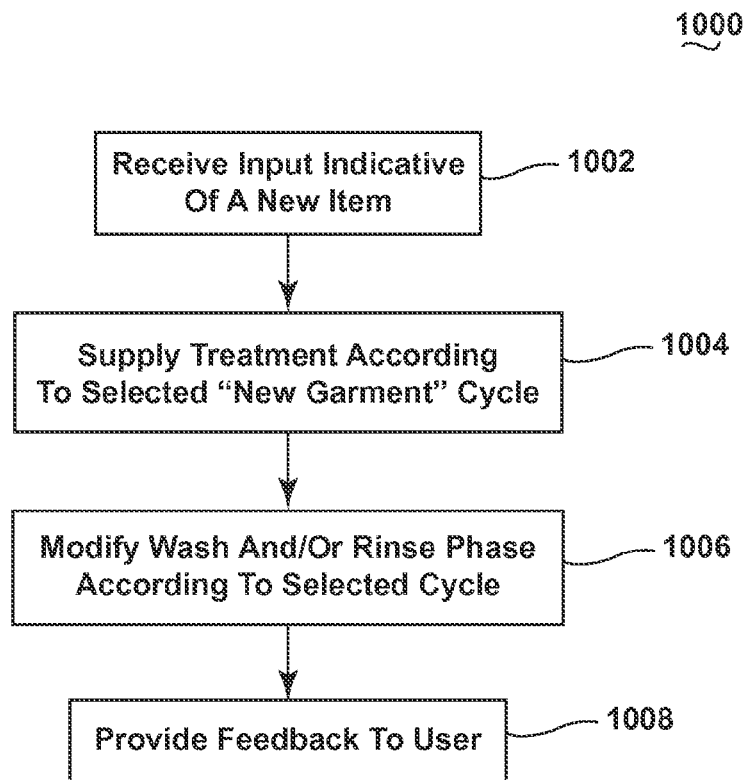 1000
Receive Input Indicative
Of A New Item
1002
Supply Treatment According
To Selected “New Garment” Cycle
1004
Modify Wash And/Or Rinse Phase
According To Selected Cycle
1006
Provide Feedback To User
1008